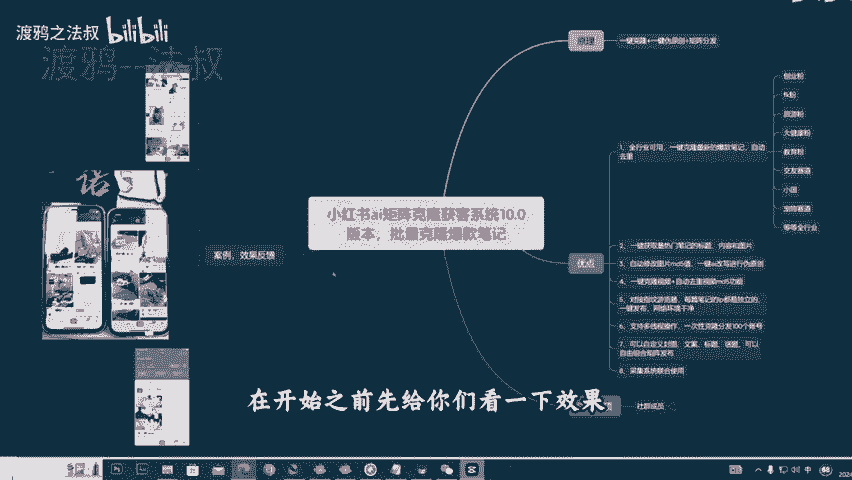 渡鸦之法叔 bilibili
渡鸦--法叔
原理
一键克隆+一键伪原创+矩阵分发
创业粉
旅游粉
大健康粉
教育粉
交友赛道
小国
宠物赛道
等等全行业
1、全行业可用，一键克隆最新的爆款笔记，自动
去重
小红书ai矩阵克隆获客系统10.0
版本，批量克隆爆款笔记
案例，效果反馈
优点
2、一键获取最热门笔记的标题，内容和图片
3、自动修改图片md5值，一键ai改写进行伪原创
4、一键克隆视频+自动去重视频md5功能
5、对接指纹浏览器，每篇笔记的ip都是独立的，
一键发布，网络环境干净
6、支持多线程操作，一次性克隆分发100个账号
7、可以自定义封面、文案、标题、话题，可以
自由组合矩阵发布
8、采集系统联合使用
在开始之前先给你们看一下效果
社群成员
中
68
2024